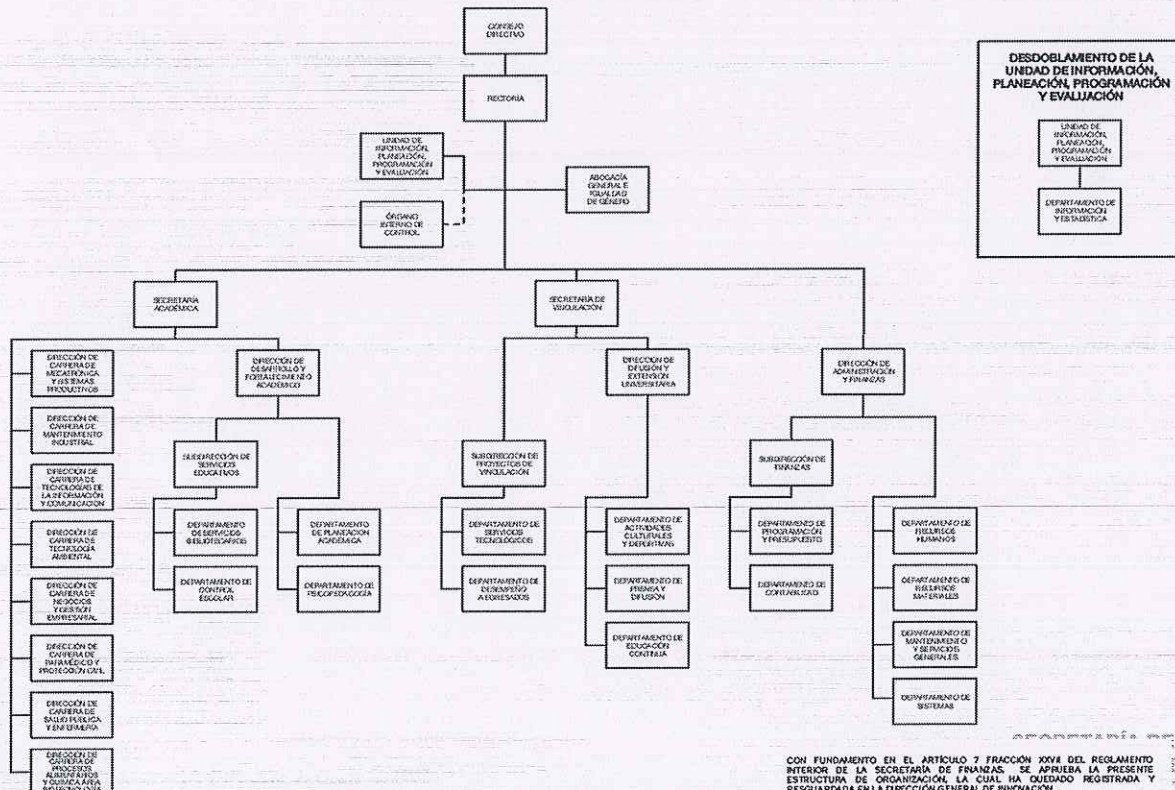 CONSEJO
DIRECTIVO
RECTORÍA
UNIDAD DE
INFORMACIÓN,
PLANEACIÓN,
PROGRAMACIÓN
Y EVALUACIÓN
ÓRGANO
INTERNO DE
CONTROL
ABOGACÍA
GENERAL E
IGUALDAD
DE GÉNERO
DESDOBLAMIENTO DE LA
UNIDAD DE INFORMACIÓN,
PLANEACIÓN, PROGRAMACIÓN
Y EVALUACIÓN
UNIDAD DE
INFORMACIÓN,
PLANEACIÓN,
PROGRAMACIÓN
Y EVALUACIÓN
DEPARTAMENTO DE
INFORMACIÓN
Y ESTADÍSTICA
SECRETARÍA
ACADÉMICA
DIRECCIÓN DE
CARRERA DE
MECATRÓNICA
Y SISTEMAS
PRODUCTIVOS
DIRECCIÓN DE
CARRERA DE
MANTENIMIENTO
INDUSTRIAL
DIRECCIÓN DE
CARRERA DE
TECNOLOGÍAS DE
LA INFORMACIÓN
Y COMUNICACIÓN
DIRECCIÓN DE
CARRERA DE
TECNOLOGÍA
AMBIENTAL
DIRECCIÓN DE
CARRERA DE
NEGOCIOS
Y GESTIÓN
EMPRESARIAL
DIRECCIÓN DE
CARRERA DE
PARAMÉDICO Y
PROTECCIÓN CIVIL
DIRECCIÓN DE
CARRERA DE
SALUD PÚBLICA
Y ENFERMERÍA
DIRECCIÓN DE
CARRERA DE
PROCESOS
ALIMENTARIOS
Y QUÍMICA ÁREA
BIOTECNOLOGÍA
DIRECCIÓN DE
DESARROLLO Y
FORTALECIMIENTO
ACADÉMICO
SUBDIRECCIÓN DE
SERVICIOS
EDUCATIVOS
DEPARTAMENTO
DE SERVICIOS
BIBLIOTECARIOS
DEPARTAMENTO DE
CONTROL
ESCOLAR
DEPARTAMENTO
DE PLANEACIÓN
ACADÉMICA
DEPARTAMENTO DE
PSICOPEDAGOGÍA
SECRETARÍA DE
VINCULACIÓN
SUBDIRECCIÓN DE
PROYECTOS DE
VINCULACIÓN
DEPARTAMENTO DE
SERVICIOS
TECNOLÓGICOS
DEPARTAMENTO DE
DESEMPEÑO
A EGRESADOS
DIRECCIÓN DE
DIFUSIÓN Y
EXTENSIÓN
UNIVERSITARIA
DEPARTAMENTO DE
ACTIVIDADES
CULTURALES
Y DEPORTIVAS
DEPARTAMENTO DE
PRENSA Y
DIFUSIÓN
DEPARTAMENTO DE
EDUCACIÓN
CONTINUA
DIRECCIÓN DE
ADMINISTRACIÓN
Y FINANZAS
SUBDIRECCIÓN DE
FINANZAS
DEPARTAMENTO DE
PROGRAMACIÓN
Y PRESUPUESTO
DEPARTAMENTO DE
CONTABILIDAD
DEPARTAMENTO DE
RECURSOS
HUMANOS
DEPARTAMENTO DE
RECURSOS
MATERIALES
DEPARTAMENTO DE
MANTENIMIENTO
Y SERVICIOS
GENERALES
DEPARTAMENTO DE
SISTEMAS
SECRETARÍA DE
CON FUNDAMENTO EN EL ARTÍCULO 7 FRACCIÓN XXVII DEL REGLAMENTO
INTERIOR DE LA SECRETARÍA DE FINANZAS, SE APRUEBA LA PRESENTE
ESTRUCTURA DE ORGANIZACIÓN, LA CUAL HA QUEDADO REGISTRADA Y
RESGUARDADA EN LA DIRECCIÓN GENERAL DE INNOVACIÓN